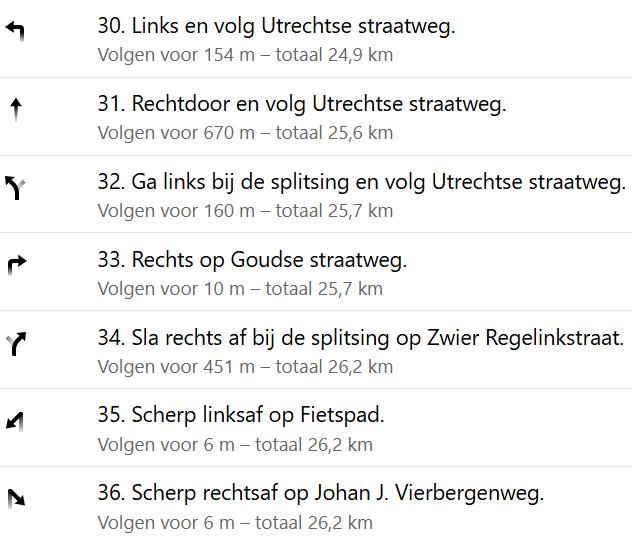 30. Links en volg Utrechtse straatweg.
Volgen voor 154 m – totaal 24,9 km
31. Rechtdoor en volg Utrechtse straatweg.
Volgen voor 670 m – totaal 25,6 km
32. Ga links bij de splitsing en volg Utrechtse straatweg.
Volgen voor 160 m – totaal 25,7 km
33. Rechts op Goudse straatweg.
Volgen voor 10 m – totaal 25,7 km
34. Sla rechts af bij de splitsing op Zwier Regelinkstraat.
Volgen voor 451 m – totaal 26,2 km
35. Scherp linksaf op Fietspad.
Volgen voor 6 m – totaal 26,2 km
36. Scherp rechtsaf op Johan J. Vierbergenweg.
Volgen voor 6 m – totaal 26,2 km